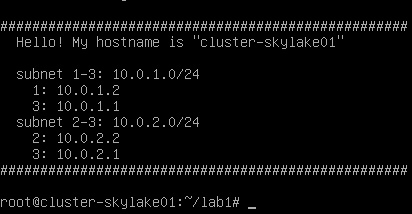 ##################################################
Hello! My hostname is "cluster-skylake01"
subnet 1-3: 10.0.1.0/24
1: 10.0.1.2
3: 10.0.1.1
subnet 2-3: 10.0.2.0/24
2: 10.0.2.2
3: 10.0.2.1
##################################################
root@cluster-skylake01:~/lab1# _